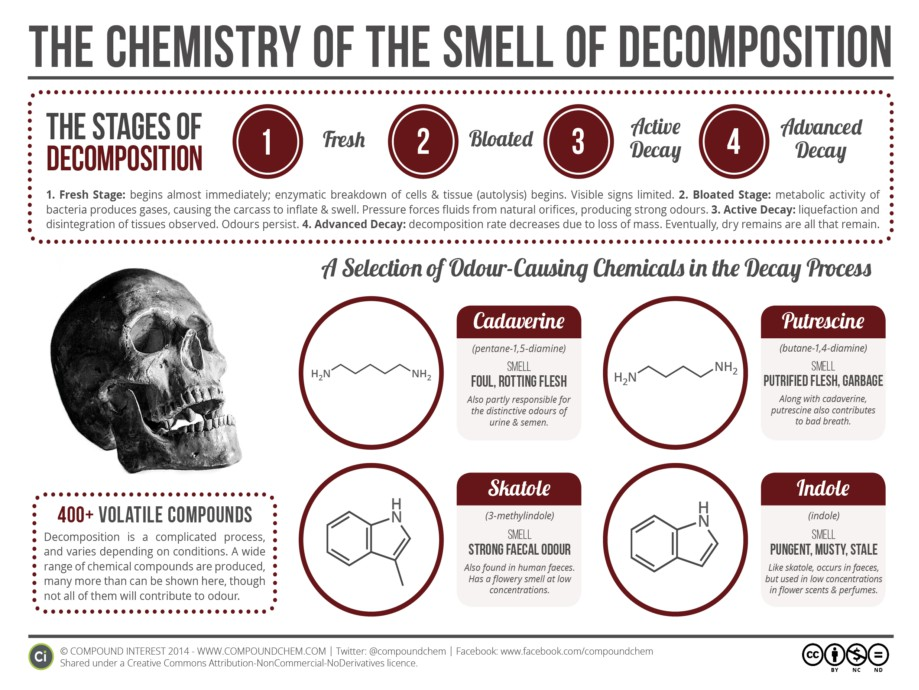 THE CHEMISTRY OF THE SMELL OF DECOMPOSITION
THE STAGES OF
DECOMPOSITION
1
Fresh
2
Bloated
3
Active
Decay
4
Advanced
Decay
1. Fresh Stage: begins almost immediately; enzymatic breakdown of cells & tissue (autolysis) begins. Visible signs limited. 2. Bloated Stage: metabolic activity of
bacteria produces gases, causing the carcass to inflate & swell. Pressure forces fluids from natural orifices, producing strong odours. 3. Active Decay: liquefaction and
disintegration of tissues observed. Odours persist. 4. Advanced Decay: decomposition rate decreases due to loss of mass. Eventually, dry remains are all that remain.
A Selection of Odour-Causing Chemicals in the Decay Process
H₂N
NH₂
Cadaverine
(pentane-1,5-diamine)
SMELL
FOUL, ROTTING FLESH
Also partly responsible for
the distinctive odours of
urine & semen.
H₂N
NH₂
Putrescine
(butane-1,4-diamine)
SMELL
PUTRIFIED FLESH, GARBAGE
Along with cadaverine,
putrescine also contributes
to bad breath.
H
N
Skatole
(3-methylindole)
SMELL
STRONG FAECAL ODOUR
Also found in human faeces.
Has a flowery smell at low
concentrations.
H
N
Indole
(indole)
SMELL
PUNGENT, MUSTY, STALE
Like skatole, occurs in faeces,
but used in low concentrations
in flower scents & perfumes.
400+ VOLATILE COMPOUNDS
Decomposition is a complicated process,
and varies depending on conditions. A wide
range of chemical compounds are produced,
many more than can be shown here, though
not all of them will contribute to odour.
Ci
© COMPOUND INTEREST 2014 - WWW.COMPOUNDCHEM.COM | Twitter: @compoundchem | Facebook: www.facebook.com/compoundchem
Shared under a Creative Commons Attribution-NonCommercial-NoDerivatives licence.
cc
BY
NC
ND